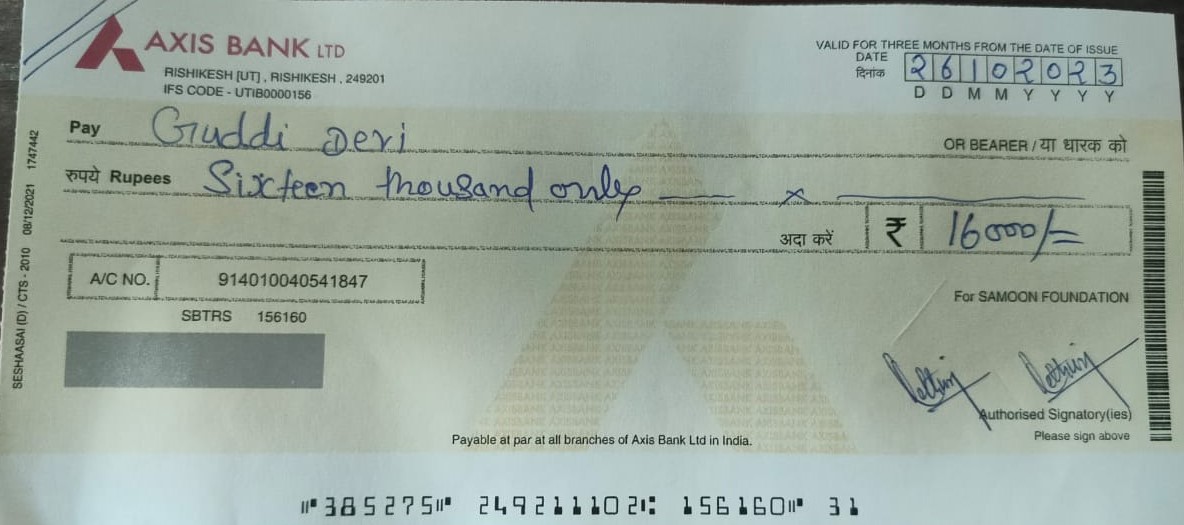 AXIS BANK LTD
RISHIKESH [UT] , RISHIKESH , 249201
IFS CODE - UTIB0000156
VALID FOR THREE MONTHS FROM THE DATE OF ISSUE
DATE
दिनांक 26102023
D D M M Y Y Y Y
Pay Guddi Devi
OR BEARER / या धारक को
रुपये Rupees Sixteen thousand only x
अदा करें ₹ 16000/=
A/C NO. 914010040541847
SBTRS 156160
For SAMOON FOUNDATION
Authorised Signatory(ies)
Please sign above
Payable at par at all branches of Axis Bank Ltd in India.
SESHAASAI (D) / CTS - 2010 08/12/2021 1747442
⑈385275⑈ 249211102⑆ 156160⑈ 31